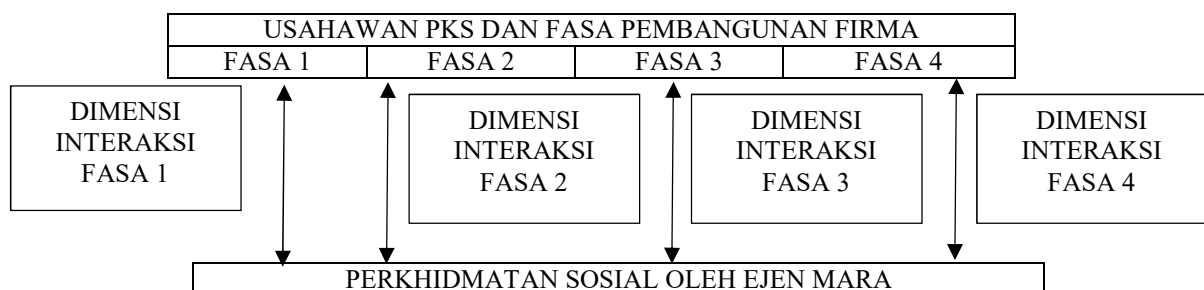 USAHAWAN PKS DAN FASA PEMBANGUNAN FIRMA
FASA 1 FASA 2 FASA 3 FASA 4
DIMENSI
INTERAKSI
FASA 1
DIMENSI
INTERAKSI
FASA 2
DIMENSI
INTERAKSI
FASA 3
DIMENSI
INTERAKSI
FASA 4
PERKHIDMATAN SOSIAL OLEH EJEN MARA